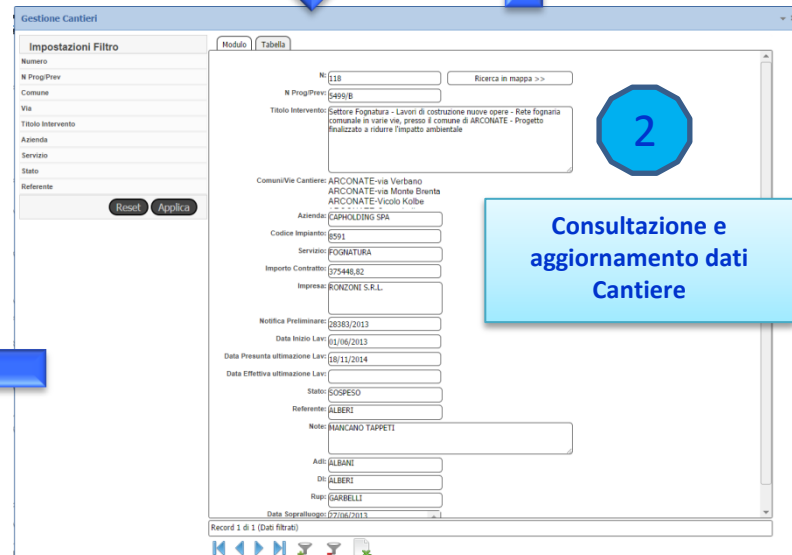 Gestione Cantieri
Impostazioni Filtro
Numero
N Prog/Prev
Comune
Via
Titolo Intervento
Azienda
Servizio
Stato
Referente
Reset Applica
Modulo Tabella
N: 118 Ricerca in mappa >>
N Prog/Prev: 5499/B
Titolo Intervento: Settore Fognatura - Lavori di costruzione nuove opere - Rete fognaria
comunale in varie vie, presso il comune di ARCONATE - Progetto
finalizzato a ridurre l'impatto ambientale
Comuni/Vie Cantiere: ARCONATE-via Verbano
ARCONATE-via Monte Brenta
ARCONATE-Vicolo Kolbe
Azienda: CAPHOLDING SPA
Codice Impianto: 8591
Servizio: FOGNATURA
Importo Contratto: 375448,82
Impresa: RONZONI S.R.L.
Notifica Preliminare: 28383/2013
Data Inizio Lav: 01/06/2013
Data Presunta ultimazione Lav: 18/11/2014
Data Effettiva ultimazione Lav:
Stato: SOSPESO
Referente: ALBERI
Note: MANCANO TAPPETI
Adl: ALBANI
Dl: ALBERI
Rup: GARBELLI
Data Sopralluogo: 27/06/2013
Record 1 di 1 (Dati filtrati)
2
Consultazione e
aggiornamento dati
Cantiere